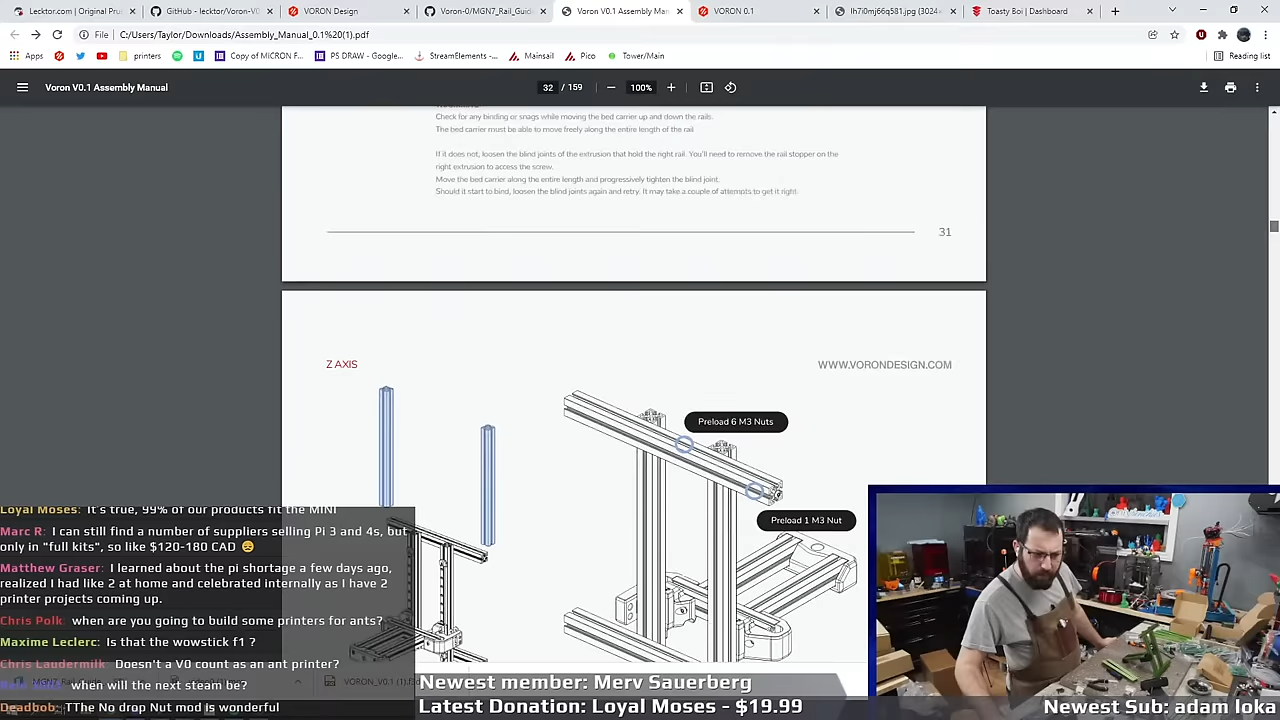 Lecktor.com | Original Pru
GitHub - lecktor/Voron-V0
VORON Design
Voron-0/MGN7_Rail_Guide
Voron V0.1 Assembly Man
VORON 0.1
lh7i0mj66q581.jpg (3024×
Toasty Boi | Dashboard
File | C:/Users/Taylor/Downloads/Assembly_Manual_0.1%20(1).pdf
Apps
printers
Copy of MICRON F...
PS DRAW - Google...
StreamElements -...
Mainsail
Pico
Tower/Main
Reading list
Voron V0.1 Assembly Manual
32 / 159
100%
Check for any binding or snags while moving the bed carrier up and down the rails.
The bed carrier must be able to move freely along the entire length of the rail
If it does not, loosen the blind joints of the extrusion that hold the right rail. You'll need to remove the rail stopper on the
right extrusion to access the screw.
Move the bed carrier along the entire length and progressively tighten the blind joint.
Should it start to bind, loosen the blind joints again and retry. It may take a couple of attempts to get it right.
31
Z AXIS
WWW.VORONDESIGN.COM
Preload 6 M3 Nuts
Preload 1 M3 Nut
Loyal Moses: It's true, 99% of our products fit the MINI
Marc R: I can still find a number of suppliers selling Pi 3 and 4s, but
only in "full kits", so like $120-180 CAD 😔
Matthew Graser: I learned about the pi shortage a few days ago,
realized I had like 2 at home and celebrated internally as I have 2
printer projects coming up.
Chris Polk: when are you going to build some printers for ants?
Maxime Leclerc: Is that the wowstick f1 ?
Chris Laudermilk: Doesn't a V0 count as an ant printer?
when will the next steam be?
Deadbob: TThe No drop Nut mod is wonderful
VORON_V0.1 (1).f3d
Newest member: Merv Sauerberg
Latest Donation: Loyal Moses - $19.99
Newest Sub: adam loka